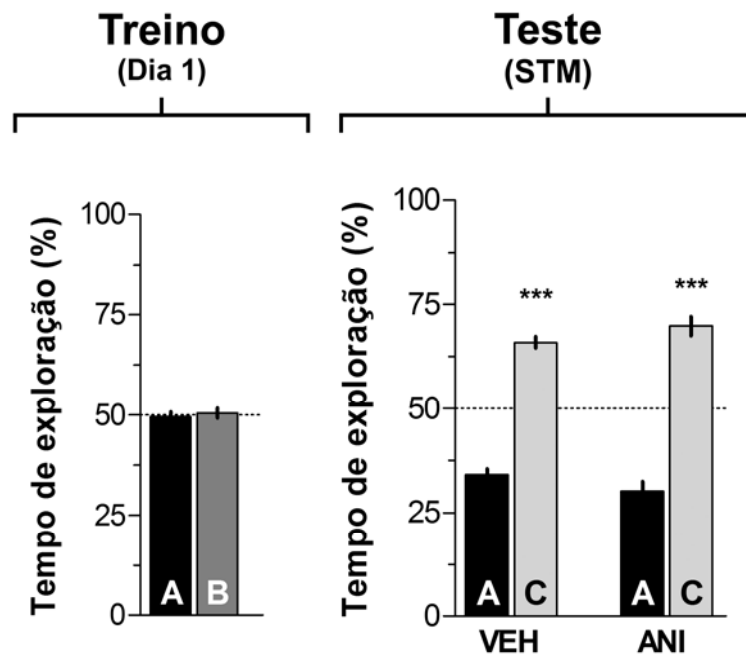 Treino
(Dia 1)
Tempo de exploração (%)
100
75
50
25
0
A
B
Teste
(STM)
Tempo de exploração (%)
100
75
50
25
0
***
***
A
C
A
C
VEH
ANI